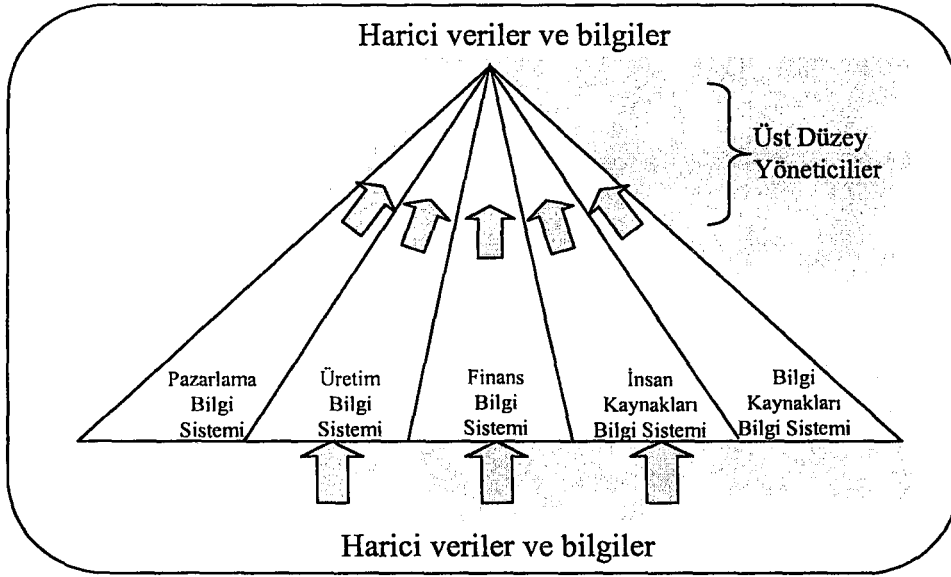 Harici veriler ve bilgiler
Üst Düzey
Yöneticilier
Pazarlama
Bilgi
Sistemi
Üretim
Bilgi
Sistemi
Finans
Bilgi
Sistemi
İnsan
Kaynakları
Bilgi Sistemi
Bilgi
Kaynakları
Bilgi Sistemi
Harici veriler ve bilgiler